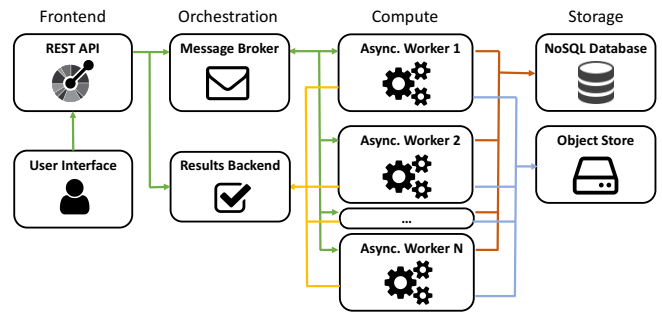 Frontend
Orchestration
Compute
Storage
REST API
Message Broker
Async. Worker 1
NoSQL Database
User Interface
Results Backend
Async. Worker 2
Object Store
...
Async. Worker N